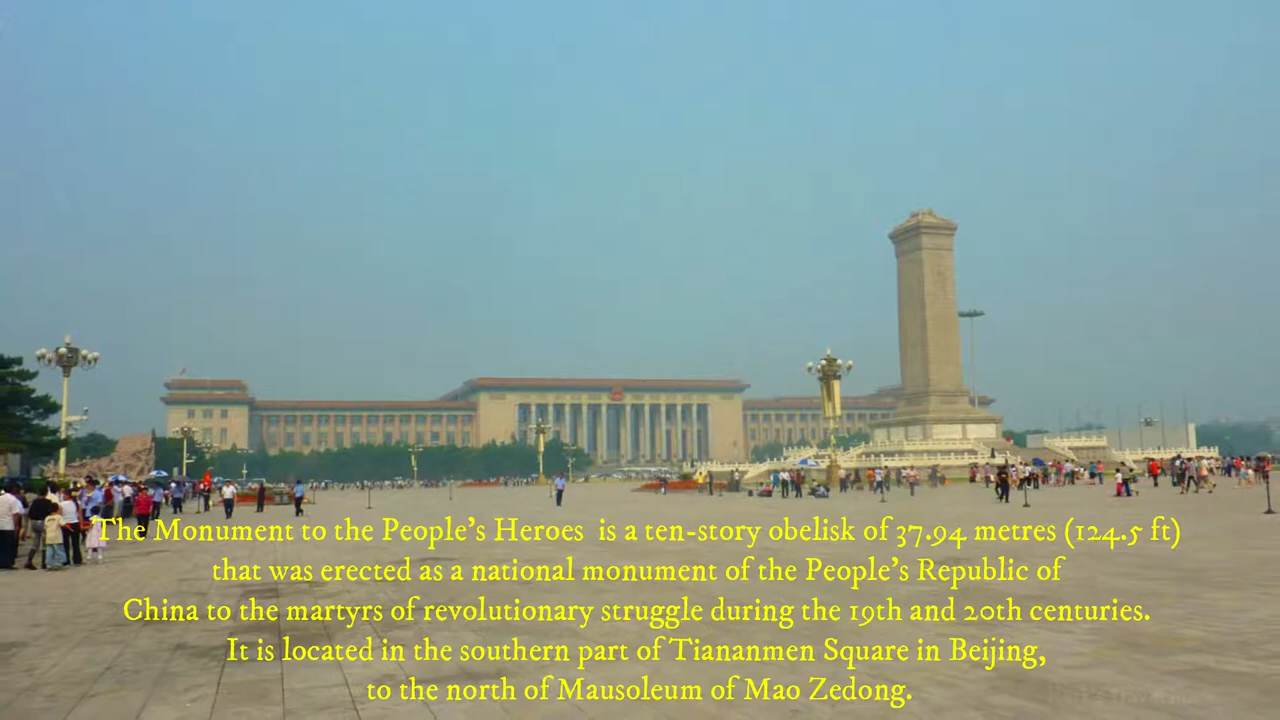 The Monument to the People's Heroes  is a ten-story obelisk of 37.94 metres (124.5 ft)
that was erected as a national monument of the People's Republic of
China to the martyrs of revolutionary struggle during the 19th and 20th centuries.
It is located in the southern part of Tiananmen Square in Beijing,
to the north of Mausoleum of Mao Zedong.